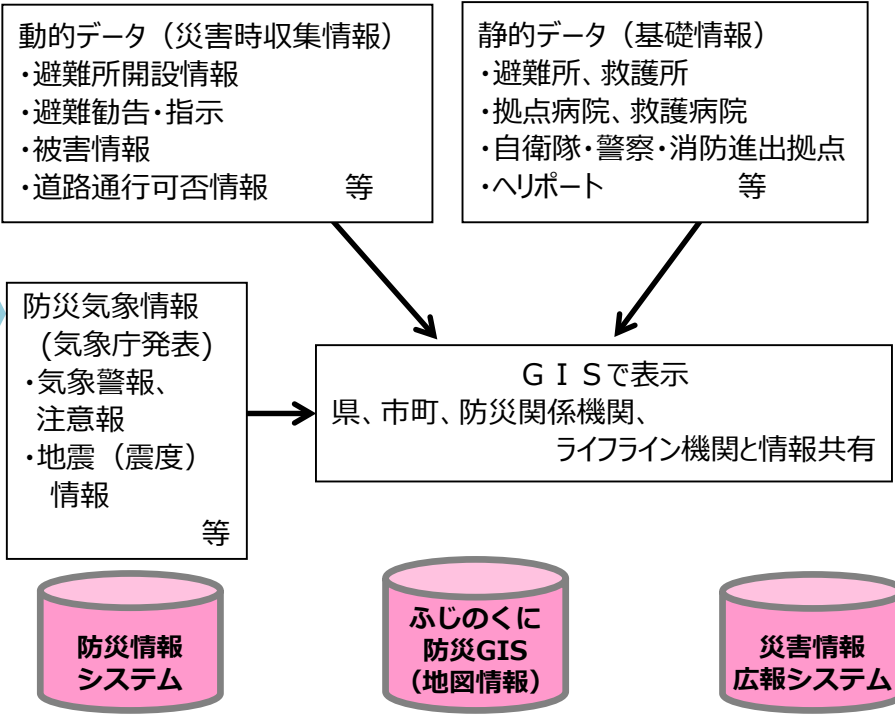 動的データ（災害時収集情報）
・避難所開設情報
・避難勧告・指示
・被害情報
・道路通行可否情報　　　等
静的データ（基礎情報）
・避難所、救護所
・拠点病院、救護病院
・自衛隊・警察・消防進出拠点
・ヘリポート　　　　　　等
防災気象情報
(気象庁発表)
・気象警報、
注意報
・地震（震度）
情報
等
ＧＩＳで表示
県、市町、防災関係機関、
ライフライン機関と情報共有
防災情報
システム
ふじのくに
防災GIS
（地図情報）
災害情報
広報システム